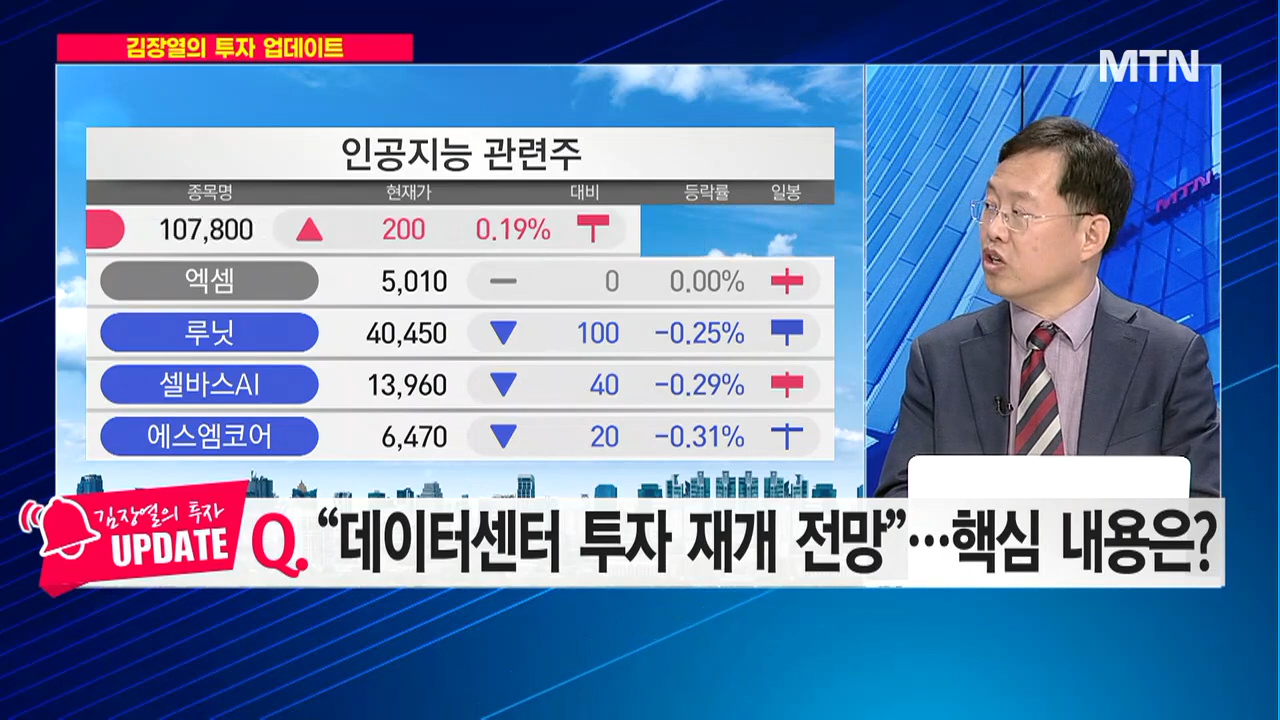 김장열의 투자 업데이트
MTN
인공지능 관련주
종목명 현재가 대비 등락률 일봉
107,800 ▲ 200 0.19%
엑셈 5,010 – 0 0.00%
루닛 40,450 ▼ 100 -0.25%
셀바스AI 13,960 ▼ 40 -0.29%
에스엠코어 6,470 ▼ 20 -0.31%
MTN
김장열의 투자
UPDATE
Q. “데이터센터 투자 재개 전망”…핵심 내용은?